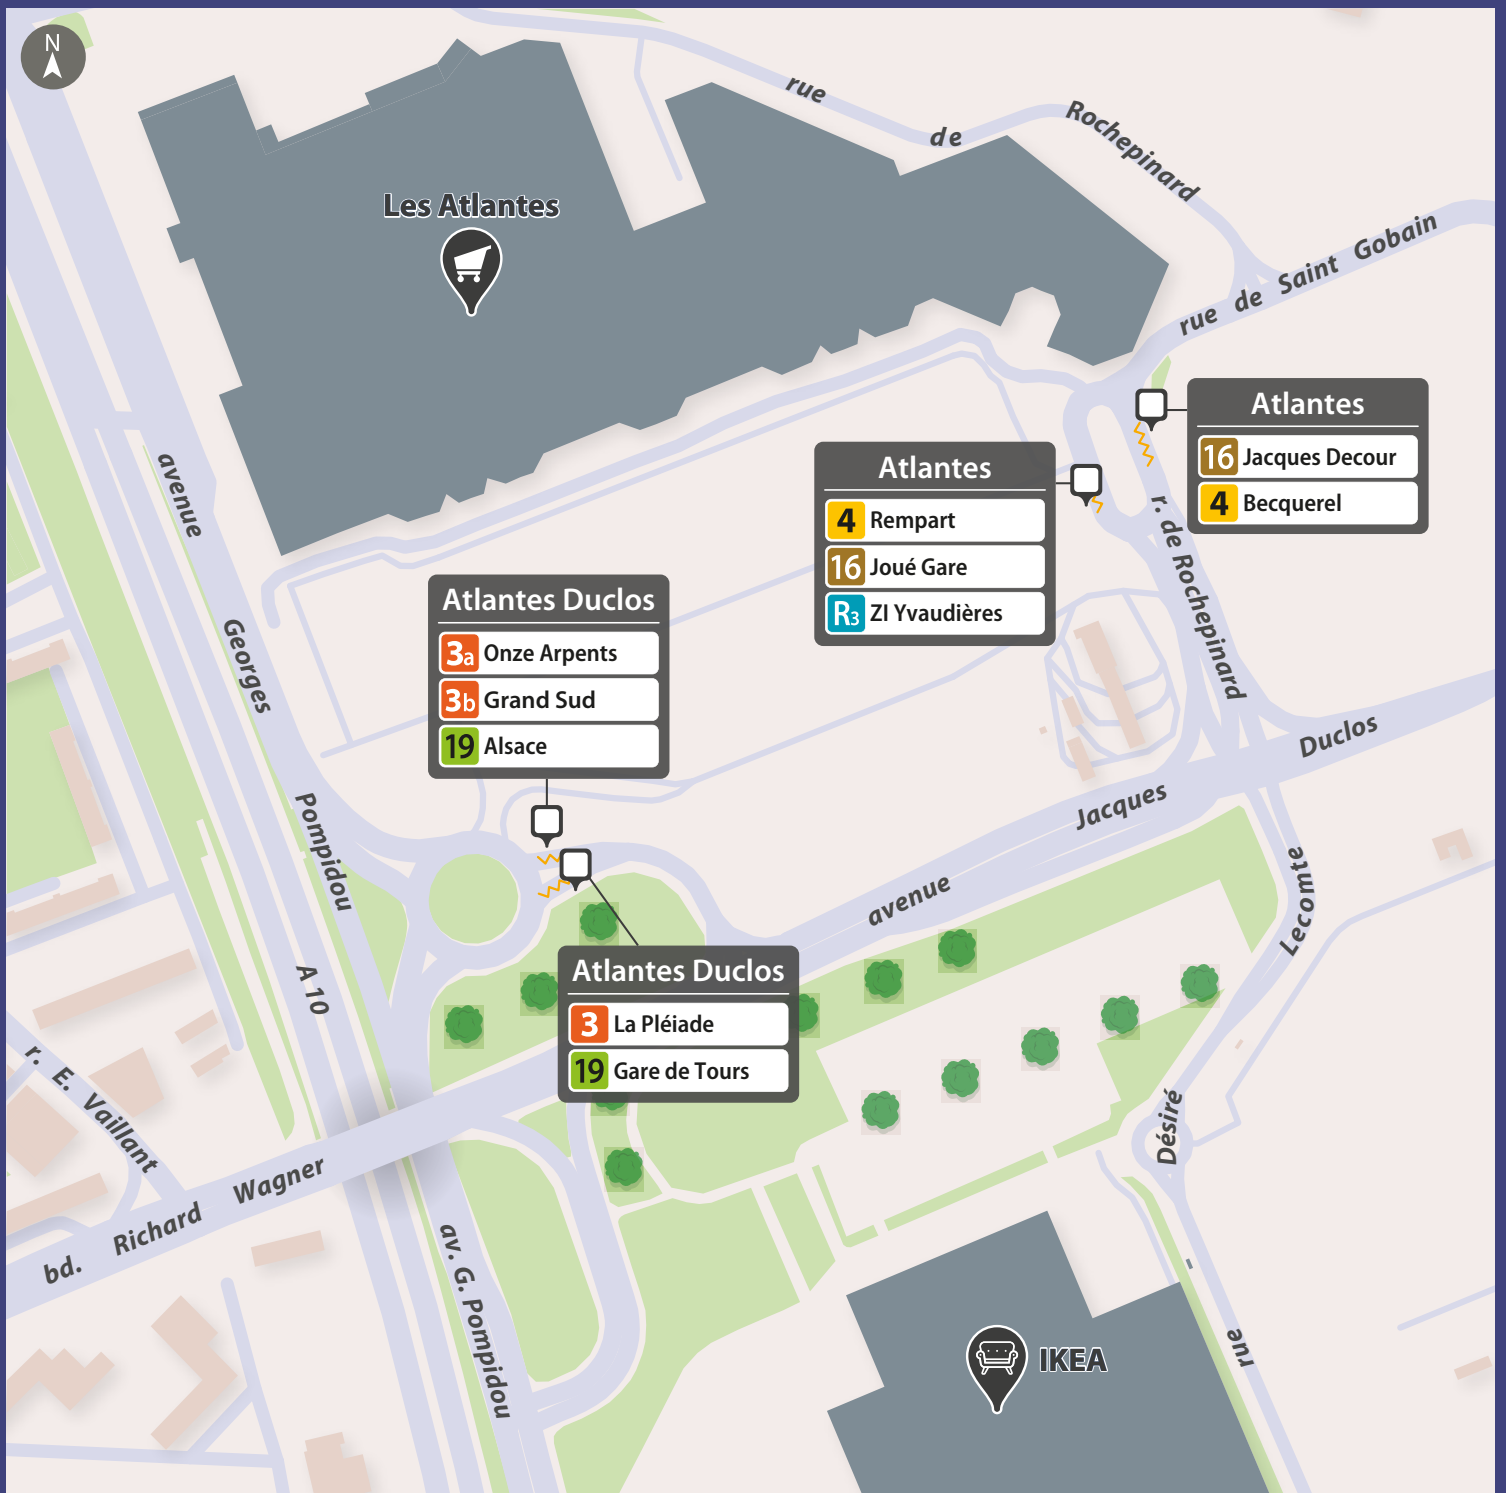 N
rue de Rochepinard
Les Atlantes
rue de Saint Gobain
Atlantes
16 Jacques Decour
4 Becquerel
Atlantes
4 Rempart
16 Joué Gare
R3 ZI Yvaudières
r. de Rochepinard
avenue Georges Pompidou
Atlantes Duclos
3a Onze Arpents
3b Grand Sud
19 Alsace
avenue Jacques Duclos
Atlantes Duclos
3 La Pléiade
19 Gare de Tours
A 10
r. E. Vaillant
bd. Richard Wagner
av. G. Pompidou
rue - Désiré Lecomte
IKEA